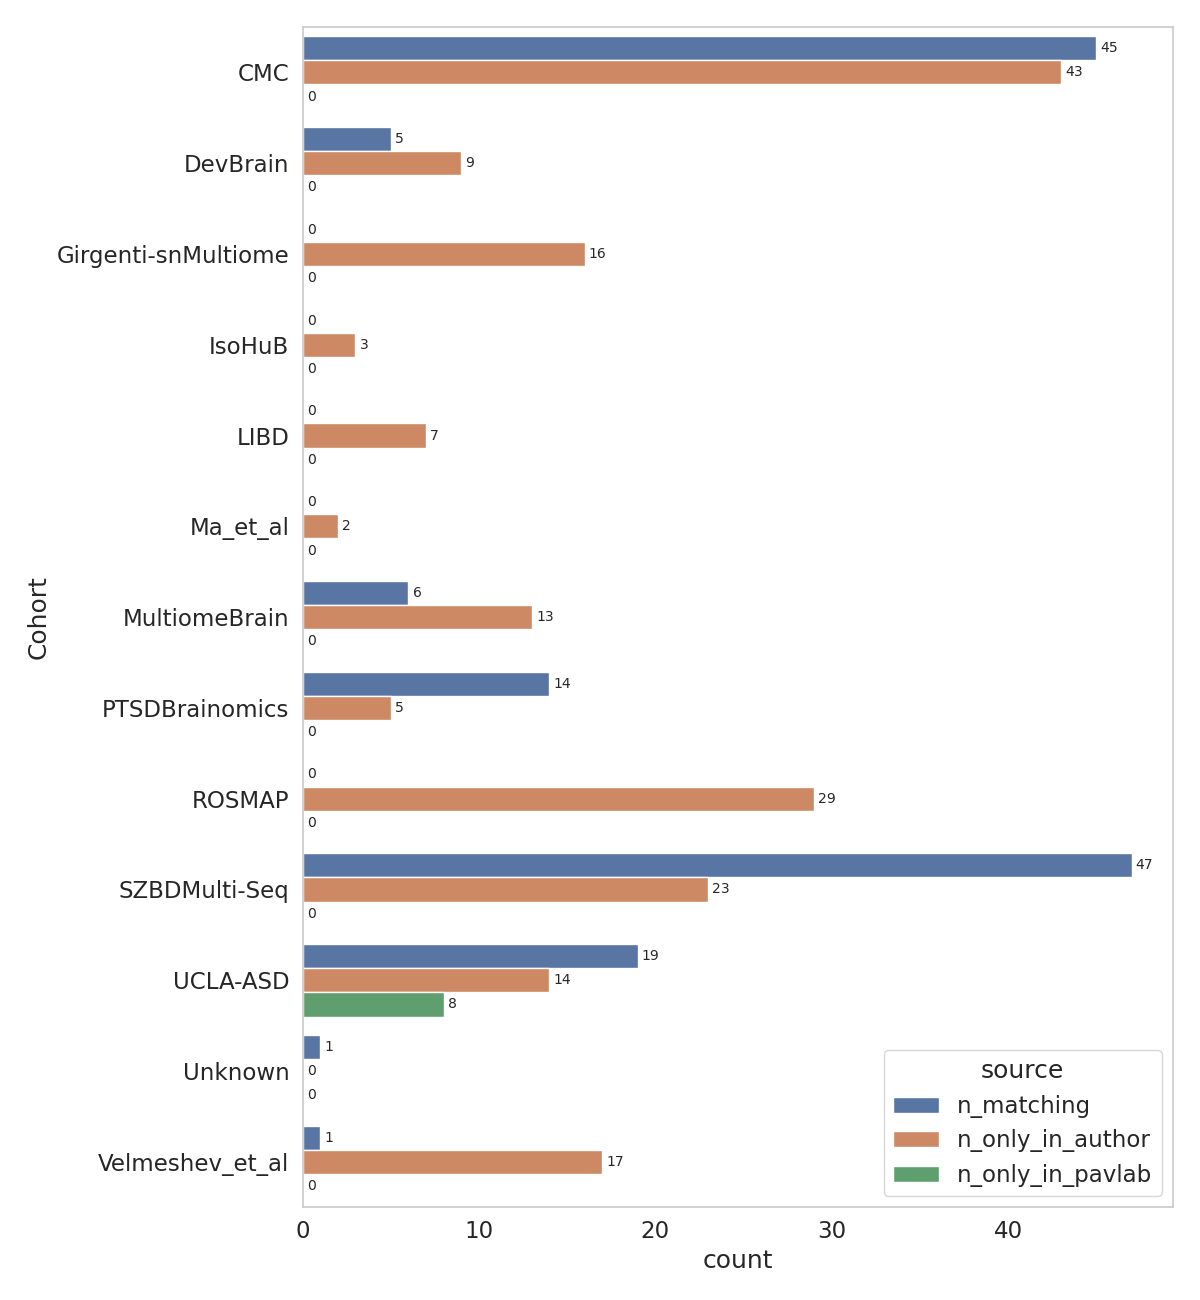 CMC
45
43
0
DevBrain
5
9
0
Girgenti-snMultiome
0
16
0
IsoHuB
0
3
0
LIBD
0
7
0
Ma_et_al
0
2
0
MultiomeBrain
6
13
0
PTSDBrainomics
14
5
0
ROSMAP
0
29
0
SZBDMulti-Seq
47
23
0
UCLA-ASD
19
14
8
Unknown
1
0
0
Velmeshev_et_al
1
17
0
Cohort
0 10 20 30 40
count
source
n_matching
n_only_in_author
n_only_in_pavlab